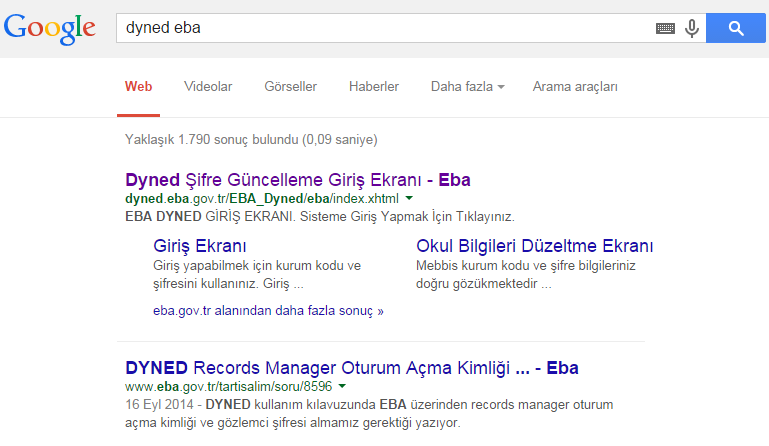 Google
dyned eba
Web Videolar Görseller Haberler Daha fazla Arama araçları
Yaklaşık 1.790 sonuç bulundu (0,09 saniye)
Dyned Şifre Güncelleme Giriş Ekranı - Eba
dyned.eba.gov.tr/EBA_Dyned/eba/index.xhtml
EBA DYNED GİRİŞ EKRANI. Sisteme Giriş Yapmak İçin Tıklayınız.
Giriş Ekranı
Giriş yapabilmek için kurum kodu ve
şifresini kullanınız. Giriş ...
Okul Bilgileri Düzeltme Ekranı
Mebbis kurum kodu ve şifre bilgileriniz
doğru gözükmektedir ...
eba.gov.tr alanından daha fazla sonuç »
DYNED Records Manager Oturum Açma Kimliği ... - Eba
www.eba.gov.tr/tartisalim/soru/8596
16 Eyl 2014 - DYNED kullanım kılavuzunda EBA üzerinden records manager oturum
açma kimliği ve gözlemci şifresi almamız gerektiği yazıyor.